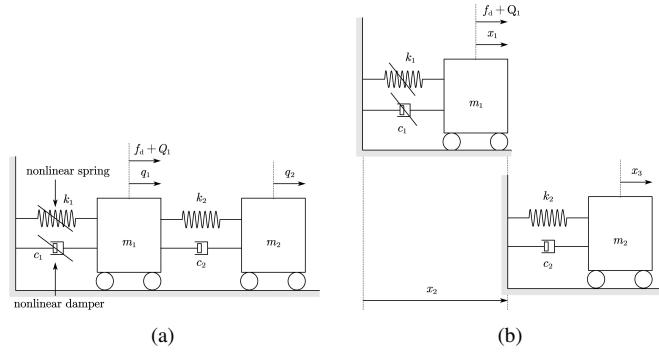 f_d + Q_1
x_1
k_1
m_1
c_1
f_d + Q_1
nonlinear spring
q_1
q_2
k_1
k_2
x_3
k_2
m_1
m_2
m_2
c_1
c_2
c_2
nonlinear damper
x_2
(a)
(b)